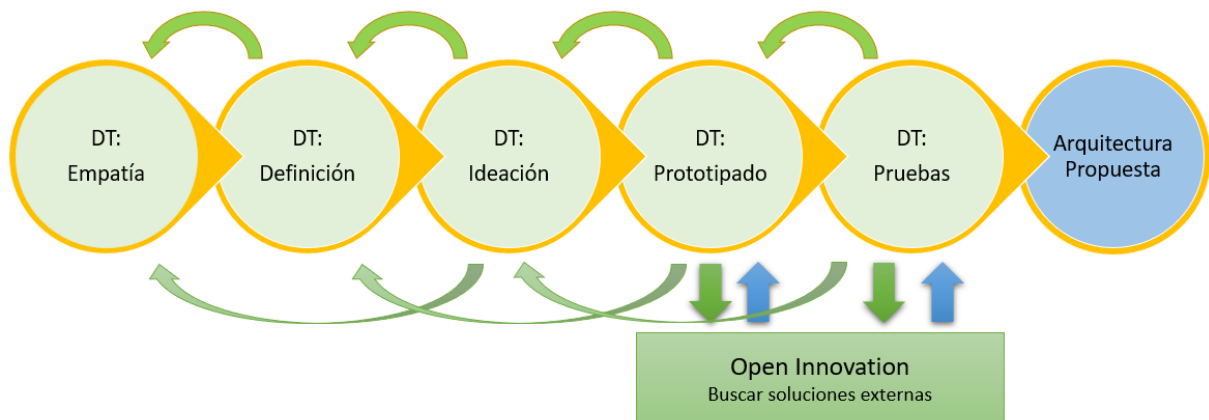 DT:
Empatía
DT:
Definición
DT:
Ideación
DT:
Prototipado
DT:
Pruebas
Arquitectura
Propuesta
Open Innovation
Buscar soluciones externas